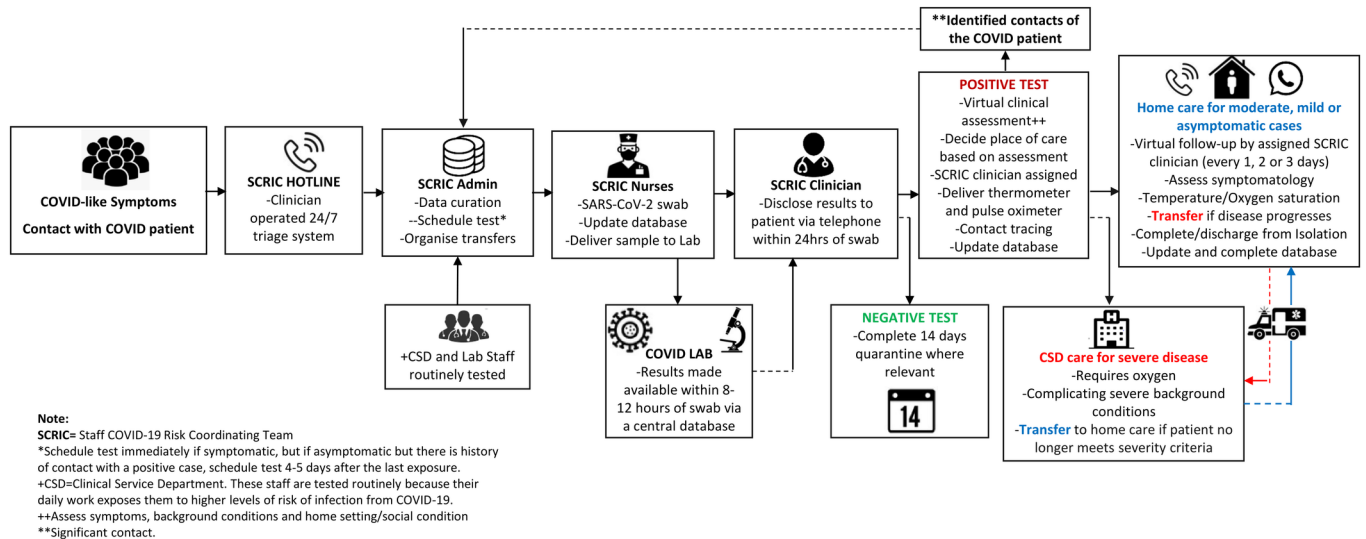 **Identified contacts of
the COVID patient
COVID-like Symptoms
Contact with COVID patient
SCRIC HOTLINE
-Clinician
operated 24/7
triage system
SCRIC Admin
-Data curation
--Schedule test*
-Organise transfers
+CSD and Lab Staff
routinely tested
SCRIC Nurses
-SARS-CoV-2 swab
-Update database
-Deliver sample to Lab
COVID LAB
-Results made
available within 8-
12 hours of swab via
a central database
SCRIC Clinician
-Disclose results to
patient via telephone
within 24hrs of swab
POSITIVE TEST
-Virtual clinical
assessment++
-Decide place of care
based on assessment
-SCRIC clinician assigned
-Deliver thermometer
and pulse oximeter
-Contact tracing
-Update database
NEGATIVE TEST
-Complete 14 days
quarantine where
relevant
14
Home care for moderate, mild or
asymptomatic cases
-Virtual follow-up by assigned SCRIC
clinician (every 1, 2 or 3 days)
-Assess symptomatology
-Temperature/Oxygen saturation
-Transfer if disease progresses
-Complete/discharge from Isolation
-Update and complete database
H
CSD care for severe disease
-Requires oxygen
-Complicating severe background
conditions
-Transfer to home care if patient no
longer meets severity criteria
Note:
SCRIC= Staff COVID-19 Risk Coordinating Team
*Schedule test immediately if symptomatic, but if asymptomatic but there is history
of contact with a positive case, schedule test 4-5 days after the last exposure.
+CSD=Clinical Service Department. These staff are tested routinely because their
daily work exposes them to higher levels of risk of infection from COVID-19.
++Assess symptoms, background conditions and home setting/social condition
**Significant contact.